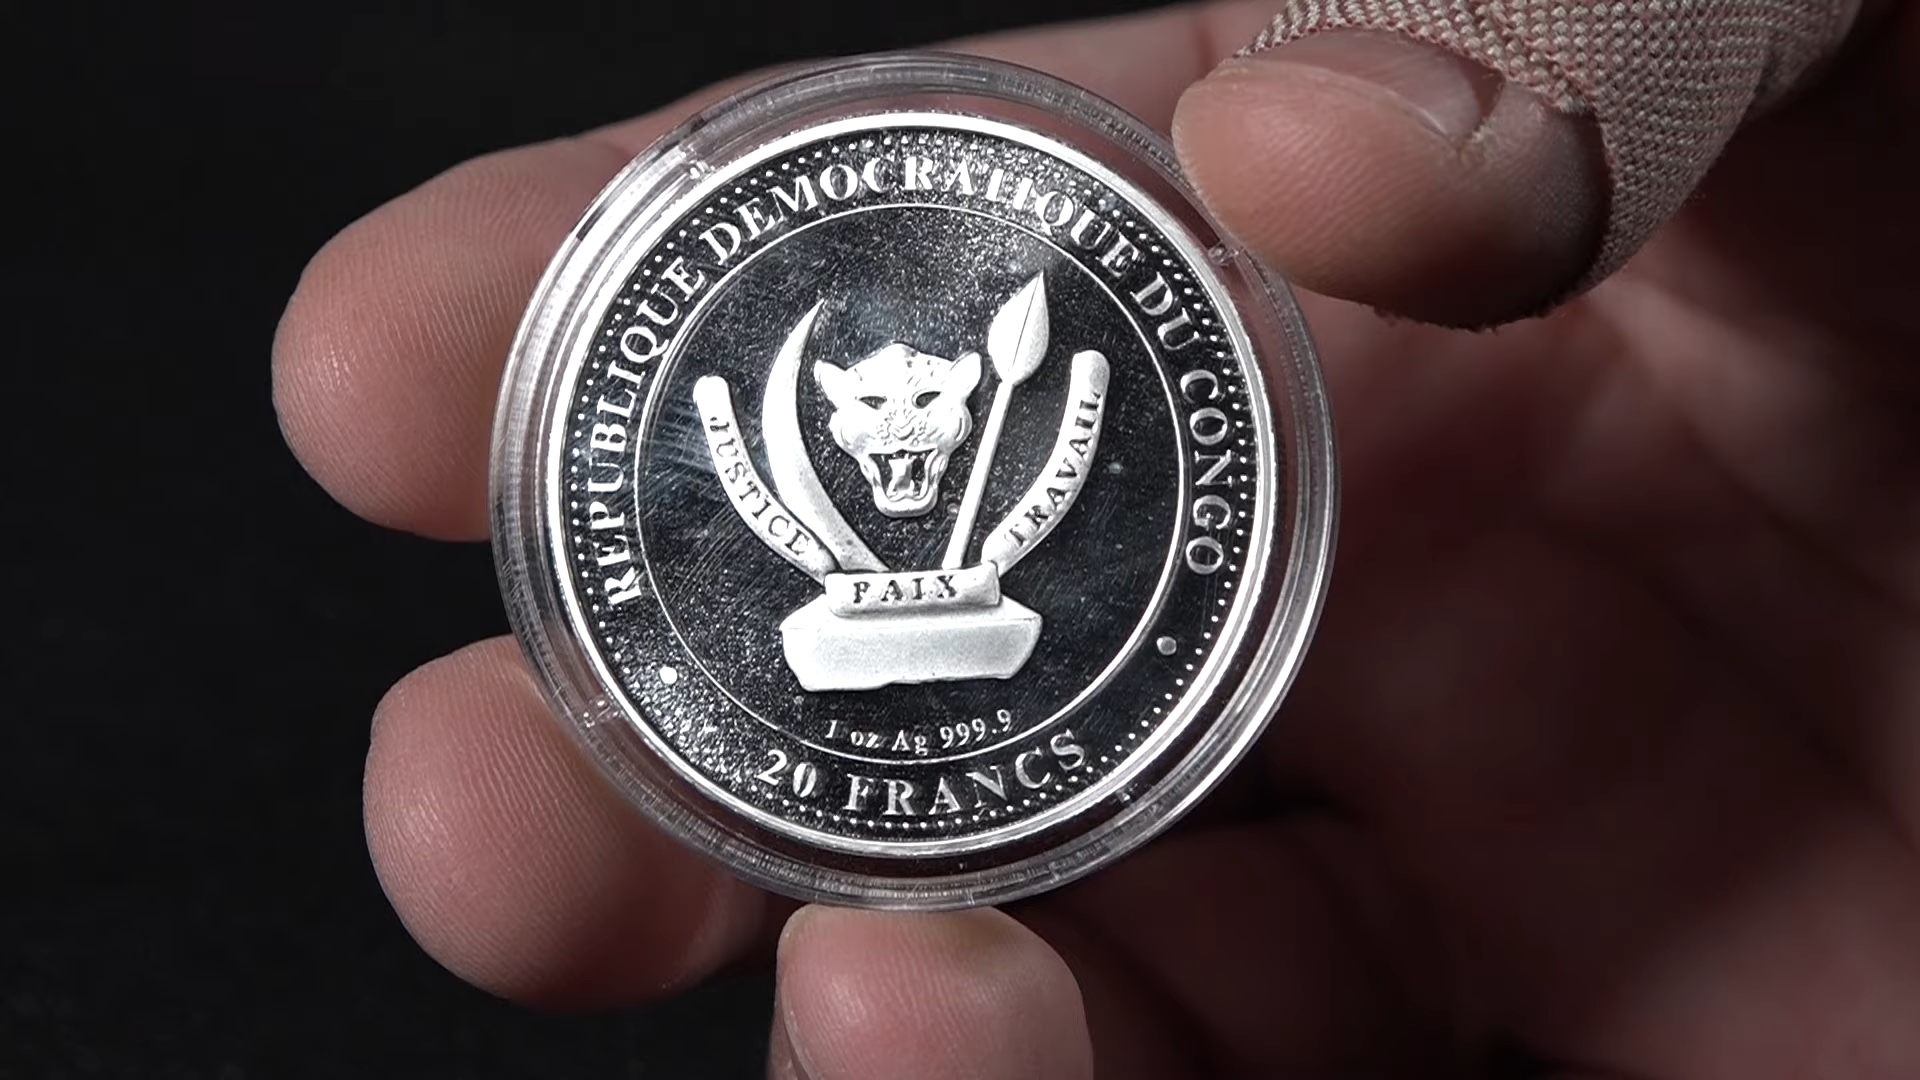 REPUBLIQUE DEMOCRATIQUE DU CONGO
JUSTICE
PAIX
TRAVAIL
1 oz Ag 999.9
20 FRANCS